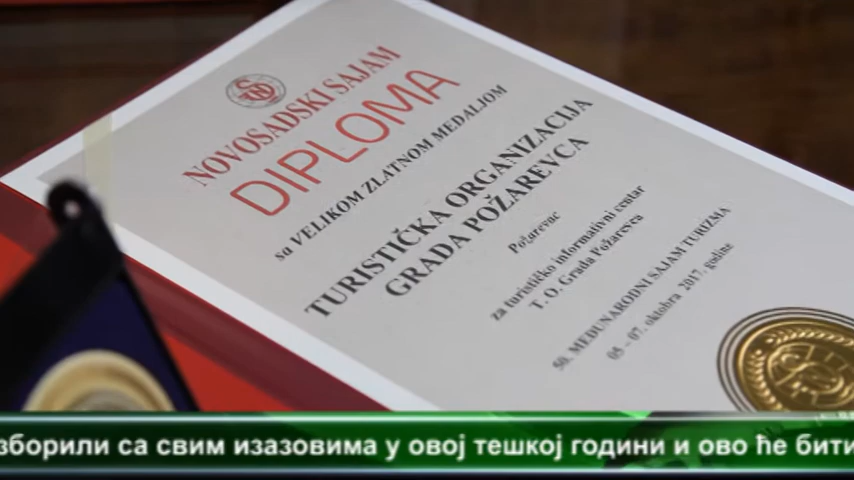 NOVOSADSKI SAJAM
DIPLOMA
sa VELIKOM ZLATNOM MEDALJOM
TURISTIČKA ORGANIZACIJA
GRADA POŽAREVCA
Požarevac
za turističko informativni centar
T. O. Grada Požarevca
50. MEĐUNARODNI SAJAM TURIZMA
05 - 07. oktobra 2017. godine
зборили са свим изазовима у овој тешкој години и ово ће бити